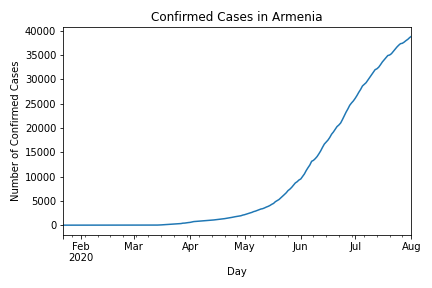 Confirmed Cases in Armenia
40000
35000
30000
25000
20000
15000
10000
5000
0
Number of Confirmed Cases
Feb Mar Apr May Jun Jul Aug
2020
Day